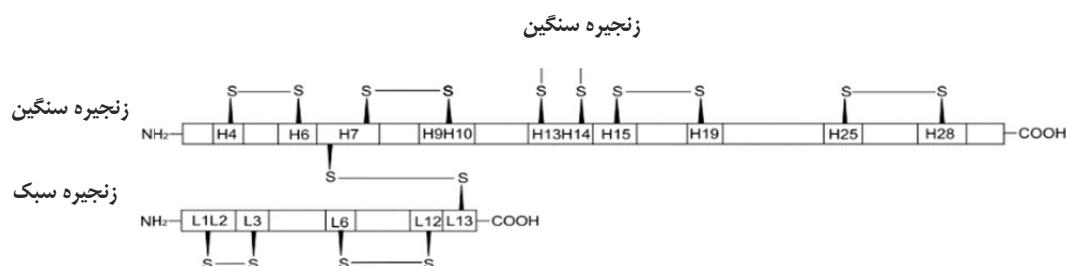 زنجیره سنگین
S S S S S S S S S S
زنجیره سنگین
NH₂ H4 H6 H7 H9H10 H13H14 H15 H19 H25 H28 COOH
S S
زنجیره سبک
NH₂ L1L2 L3 L6 L12 L13 COOH
S S S S